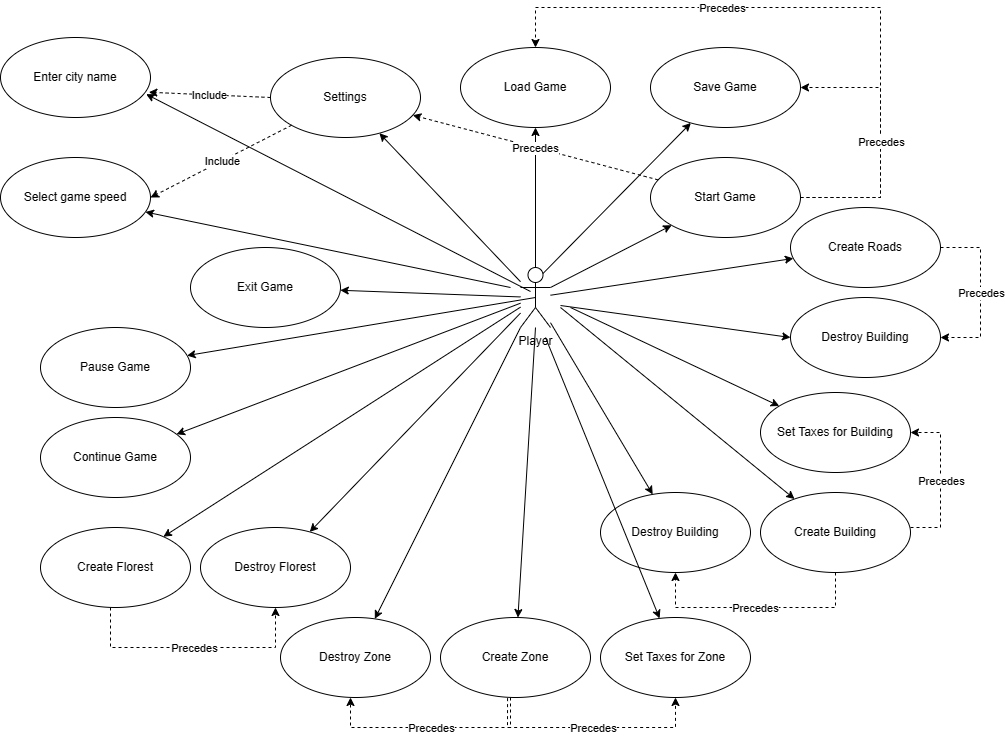 Precedes
Enter city name
Settings
Load Game
Save Game
Include
Precedes
Precedes
Include
Select game speed
Start Game
Create Roads
Exit Game
Precedes
Destroy Building
Player
Pause Game
Set Taxes for Building
Continue Game
Precedes
Destroy Building
Create Building
Create Florest
Destroy Florest
Precedes
Precedes
Destroy Zone
Create Zone
Set Taxes for Zone
Precedes
Precedes